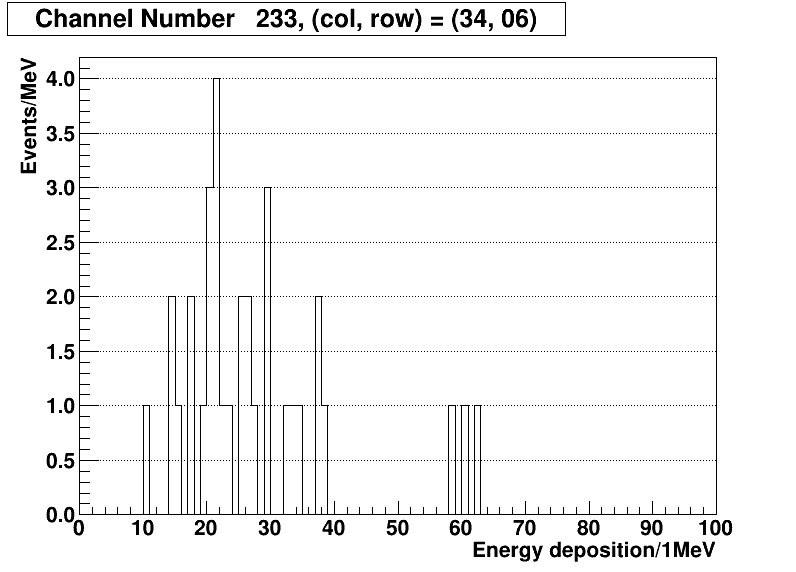 Channel Number 233, (col, row) = (34, 06)
Events/MeV
4.0
3.5
3.0
2.5
2.0
1.5
1.0
0.5
0.0
0 10 20 30 40 50 60 70 80 90 100
Energy deposition/1MeV